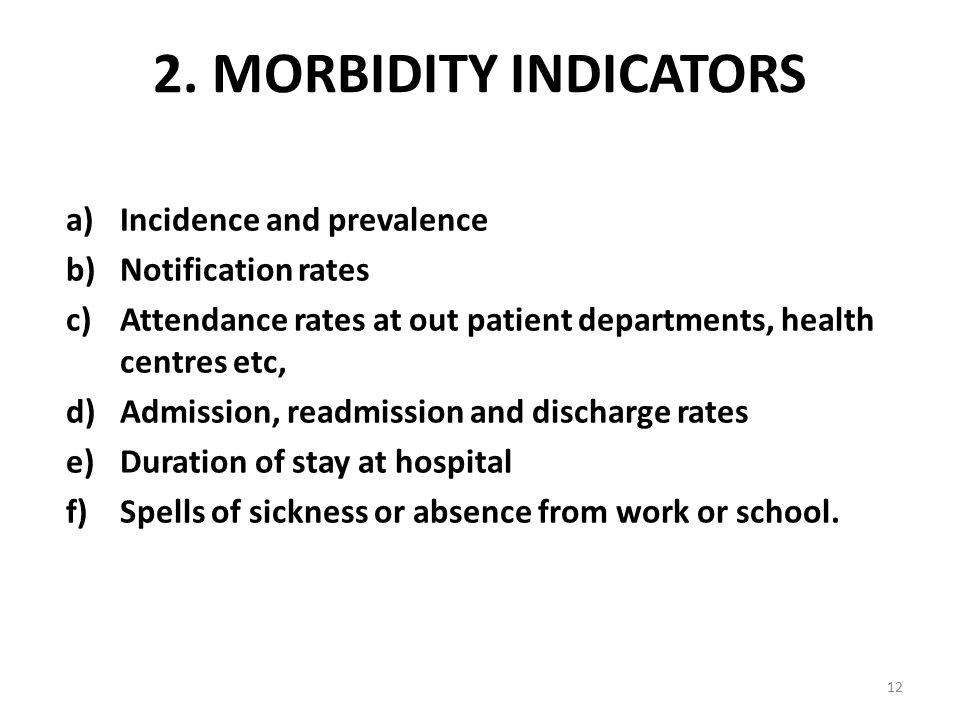 2. MORBIDITY INDICATORS
a) Incidence and prevalence
b) Notification rates
c) Attendance rates at out patient departments, health
centres etc,
d) Admission, readmission and discharge rates
e) Duration of stay at hospital
f) Spells of sickness or absence from work or school.
12